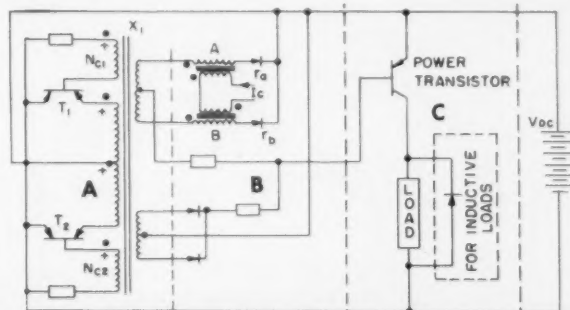 X1
A
NC1
ra
T1
Ic
POWER
TRANSISTOR
C
VDC
B
rb
A
B
T2
NC2
LOAD
FOR INDUCTIVE
LOADS